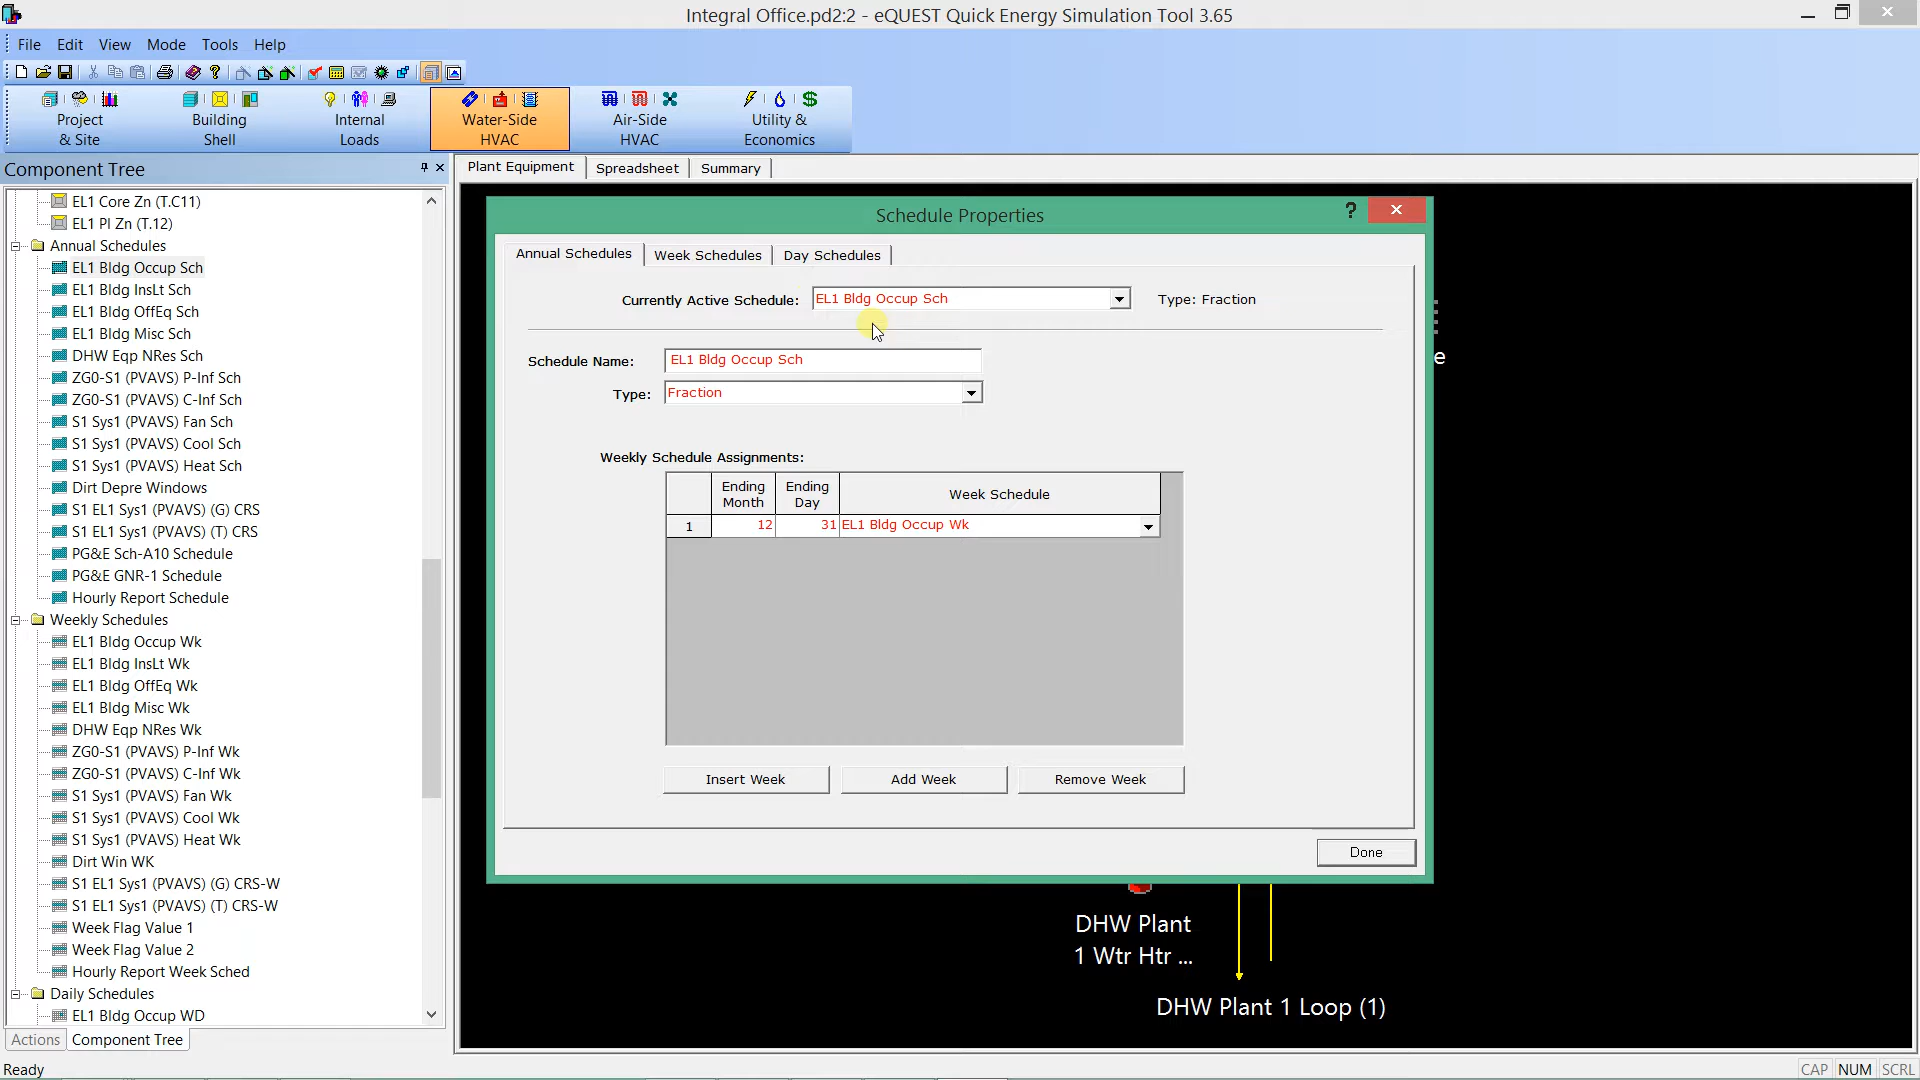 Integral Office.pd2:2 - eQUEST Quick Energy Simulation Tool 3.65
File Edit View Mode Tools Help
Project & Site
Building Shell
Internal Loads
Water-Side HVAC
Air-Side HVAC
Utility & Economics
Component Tree
EL1 Core Zn (T.C11)
EL1 Pl Zn (T.12)
Annual Schedules
EL1 Bldg Occup Sch
EL1 Bldg InsLt Sch
EL1 Bldg OffEq Sch
EL1 Bldg Misc Sch
DHW Eqp NRes Sch
ZG0-S1 (PVAVS) P-Inf Sch
ZG0-S1 (PVAVS) C-Inf Sch
S1 Sys1 (PVAVS) Fan Sch
S1 Sys1 (PVAVS) Cool Sch
S1 Sys1 (PVAVS) Heat Sch
Dirt Depre Windows
S1 EL1 Sys1 (PVAVS) (G) CRS
S1 EL1 Sys1 (PVAVS) (T) CRS
PG&E Sch-A10 Schedule
PG&E GNR-1 Schedule
Hourly Report Schedule
Weekly Schedules
EL1 Bldg Occup Wk
EL1 Bldg InsLt Wk
EL1 Bldg OffEq Wk
EL1 Bldg Misc Wk
DHW Eqp NRes Wk
ZG0-S1 (PVAVS) P-Inf Wk
ZG0-S1 (PVAVS) C-Inf Wk
S1 Sys1 (PVAVS) Fan Wk
S1 Sys1 (PVAVS) Cool Wk
S1 Sys1 (PVAVS) Heat Wk
Dirt Win WK
S1 EL1 Sys1 (PVAVS) (G) CRS-W
S1 EL1 Sys1 (PVAVS) (T) CRS-W
Week Flag Value 1
Week Flag Value 2
Hourly Report Week Sched
Daily Schedules
EL1 Bldg Occup WD
Actions Component Tree
Plant Equipment Spreadsheet Summary
Schedule Properties
?
Annual Schedules Week Schedules Day Schedules
Currently Active Schedule: EL1 Bldg Occup Sch Type: Fraction
Schedule Name: EL1 Bldg Occup Sch
Type: Fraction
Weekly Schedule Assignments:
Ending Month Ending Day Week Schedule
1 12 31 EL1 Bldg Occup Wk
Insert Week Add Week Remove Week
Done
e
DHW Plant
1 Wtr Htr ...
DHW Plant 1 Loop (1)
Ready CAP NUM SCRL